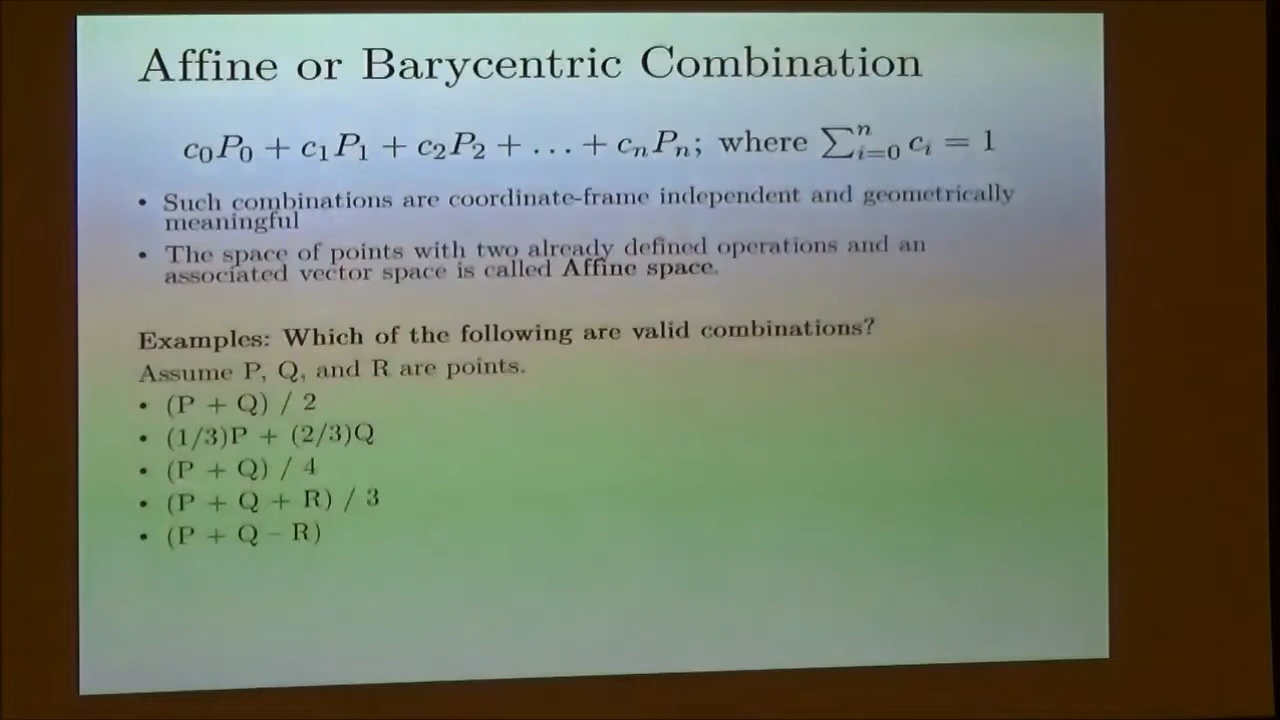 Affine or Barycentric Combination
c₀P₀ + c₁P₁ + c₂P₂ + … + cₙPₙ; where ∑ⁿᵢ₌₀ cᵢ = 1
• Such combinations are coordinate-frame independent and geometrically
meaningful
• The space of points with two already defined operations and an
associated vector space is called Affine space.
Examples: Which of the following are valid combinations?
Assume P, Q, and R are points.
• (P + Q) / 2
• (1/3)P + (2/3)Q
• (P + Q) / 4
• (P + Q + R) / 3
• (P + Q – R)